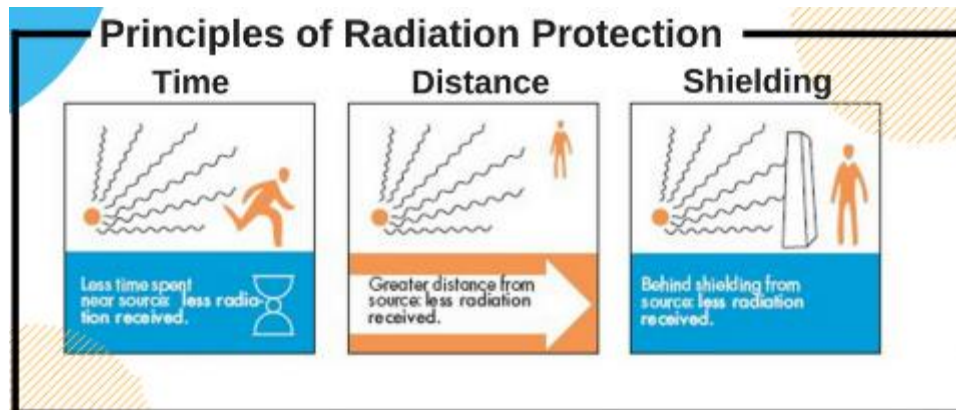 Principles of Radiation Protection
Time
Distance
Shielding
Less time spent
near source: less radia-
tion received.
Greater distance from
source: less radiation
received.
Behind shielding from
source: less radiation
received.